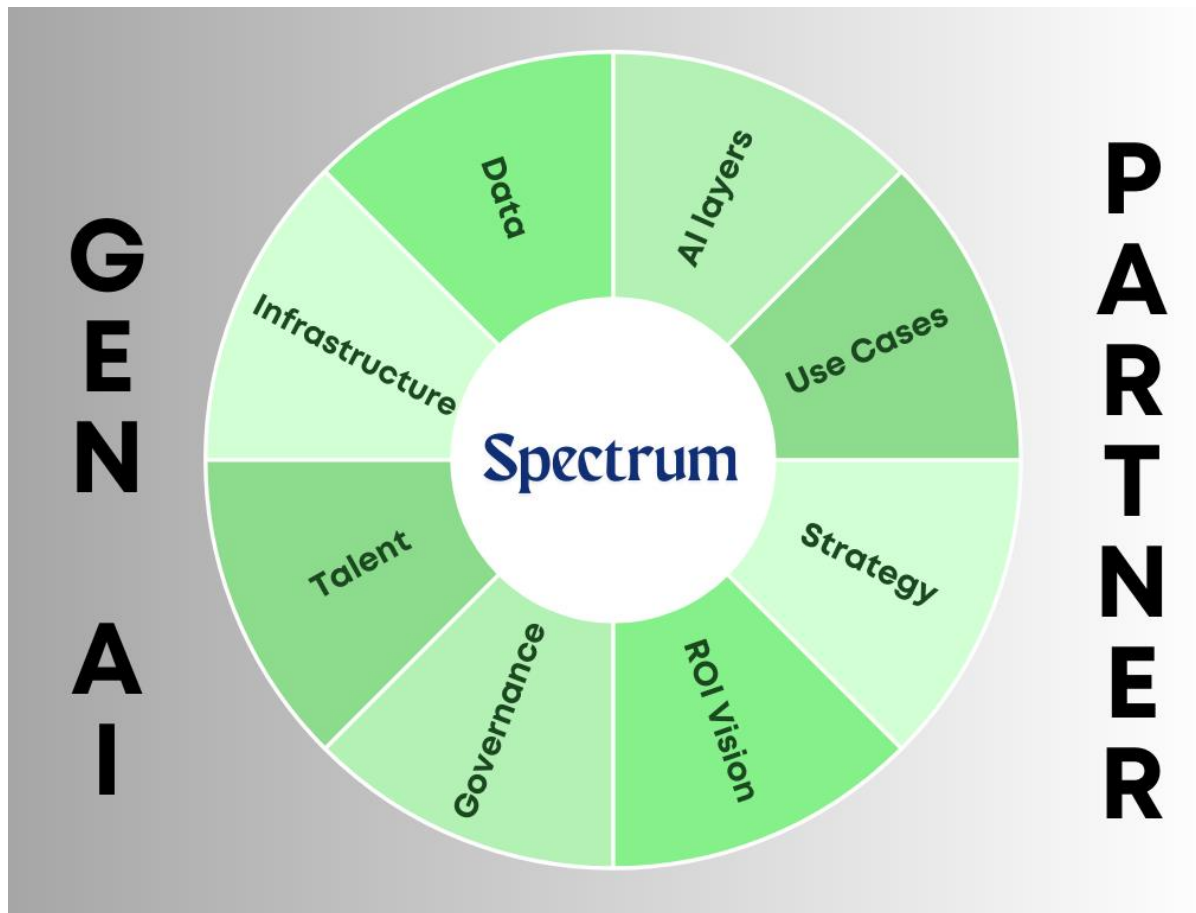 GEN AI
PARTNER
Data
AI layers
Use Cases
Strategy
ROI Vision
Governance
Talent
Infrastructure
Spectrum